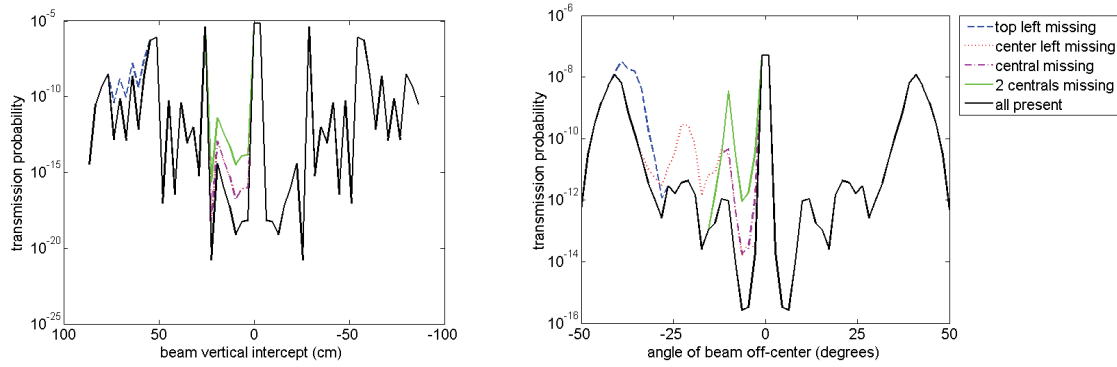 transmission probability
10^-5
10^-10
10^-15
10^-20
10^-25
100
50
0
-50
-100
beam vertical intercept (cm)
transmission probability
10^-6
10^-8
10^-10
10^-12
10^-14
10^-16
-50
-25
0
25
50
angle of beam off-center (degrees)
top left missing
center left missing
central missing
2 centrals missing
all present